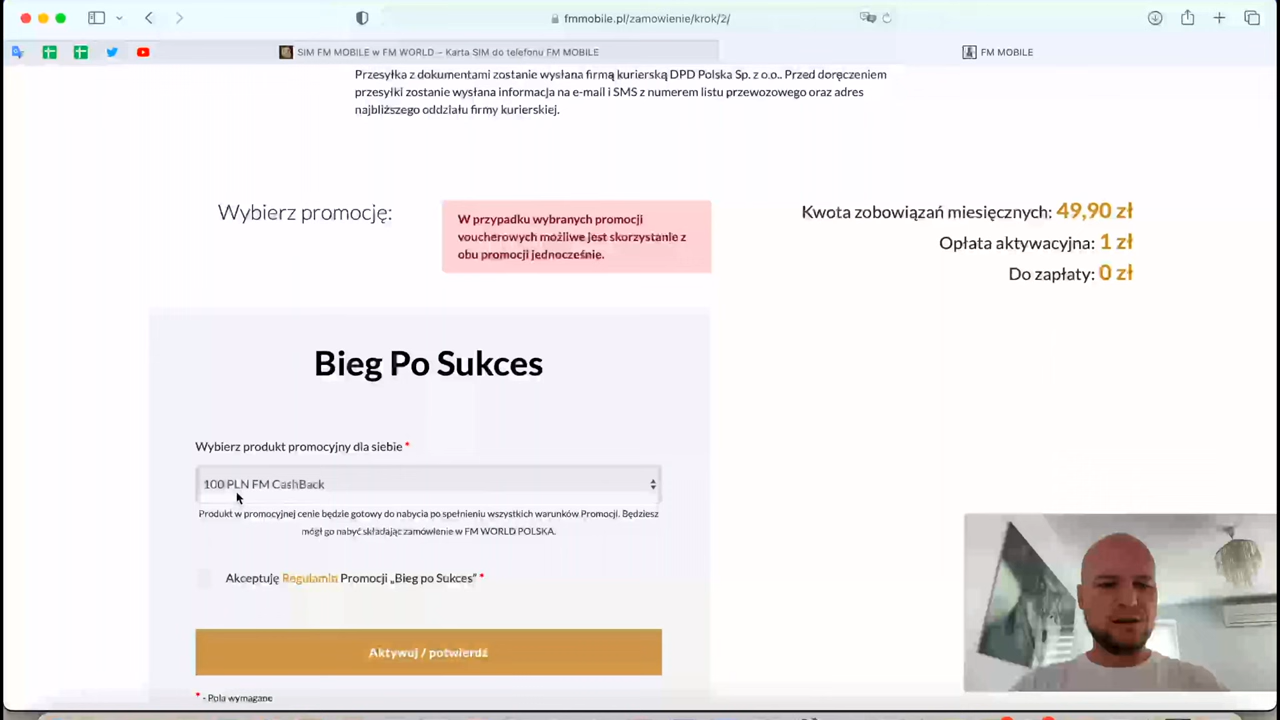 fmmobile.pl/zamowienie/krok/2/
SIM FM MOBILE w FM WORLD – Karta SIM do telefonu FM MOBILE
FM MOBILE
Przesyłka z dokumentami zostanie wysłana firmą kurierską DPD Polska Sp. z o.o.. Przed doręczeniem
przesyłki zostanie wysłana informacja na e-mail i SMS z numerem listu przewozowego oraz adres
najbliższego oddziału firmy kurierskiej.
Wybierz promocję:
W przypadku wybranych promocji
voucherowych możliwe jest skorzystanie z
obu promocji jednocześnie.
Kwota zobowiązań miesięcznych: 49,90 zł
Opłata aktywacyjna: 1 zł
Do zapłaty: 0 zł
Bieg Po Sukces
Wybierz produkt promocyjny dla siebie *
100 PLN FM CashBack
Produkt w promocyjnej cenie będzie gotowy do nabycia po spełnieniu wszystkich warunków Promocji. Będziesz
mógł go nabyć składając zamówienie w FM WORLD POLSKA.
Akceptuję Regulamin Promocji „Bieg po Sukces" *
Aktywuj / potwierdź
* - Pola wymagane